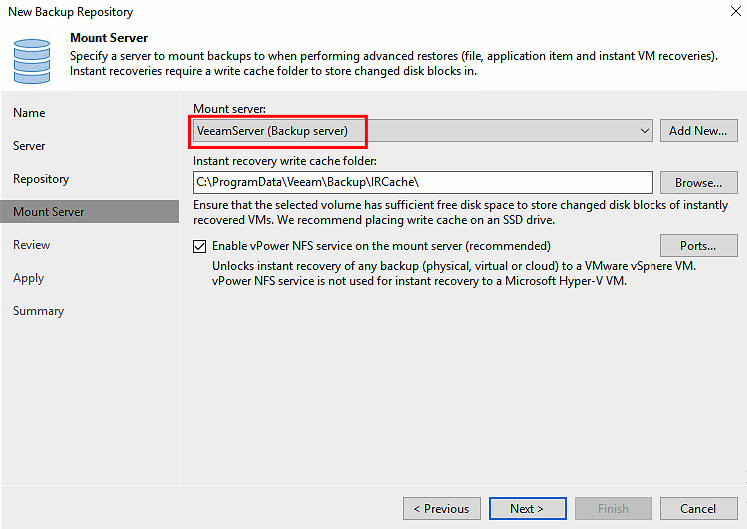 New Backup Repository
Mount Server
Specify a server to mount backups to when performing advanced restores (file, application item and instant VM recoveries).
Instant recoveries require a write cache folder to store changed disk blocks in.
Name
Server
Repository
Mount Server
Review
Apply
Summary
Mount server:
VeeamServer (Backup server)
Add New...
Instant recovery write cache folder:
C:\ProgramData\Veeam\Backup\IRCache\
Browse...
Ensure that the selected volume has sufficient free disk space to store changed disk blocks of instantly
recovered VMs. We recommend placing write cache on an SSD drive.
Enable vPower NFS service on the mount server (recommended)
Ports...
Unlocks instant recovery of any backup (physical, virtual or cloud) to a VMware vSphere VM.
vPower NFS service is not used for instant recovery to a Microsoft Hyper-V VM.
< Previous
Next >
Finish
Cancel